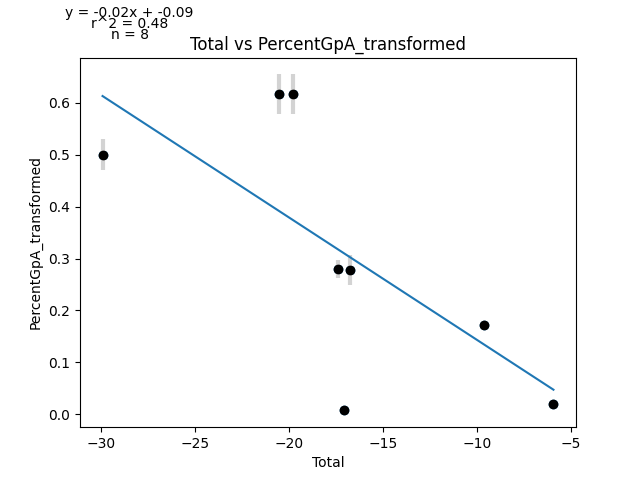 y = -0.02x + -0.09
r^2 = 0.48
n = 8
Total vs PercentGpA_transformed
PercentGpA_transformed
0.6
0.5
0.4
0.3
0.2
0.1
0.0
−30
−25
−20
−15
−10
−5
Total